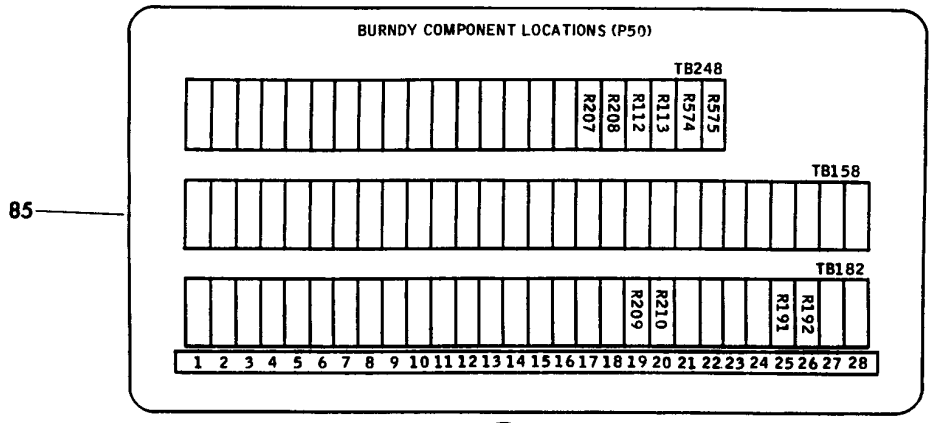 BURNDY COMPONENT LOCATIONS (P50)
TB248
R207 R208 R112 R113 R574 R575
TB158
85
TB182
R209 R210 R191 R192
1 2 3 4 5 6 7 8 9 10 11 12 13 14 15 16 17 18 19 20 21 22 23 24 25 26 27 28